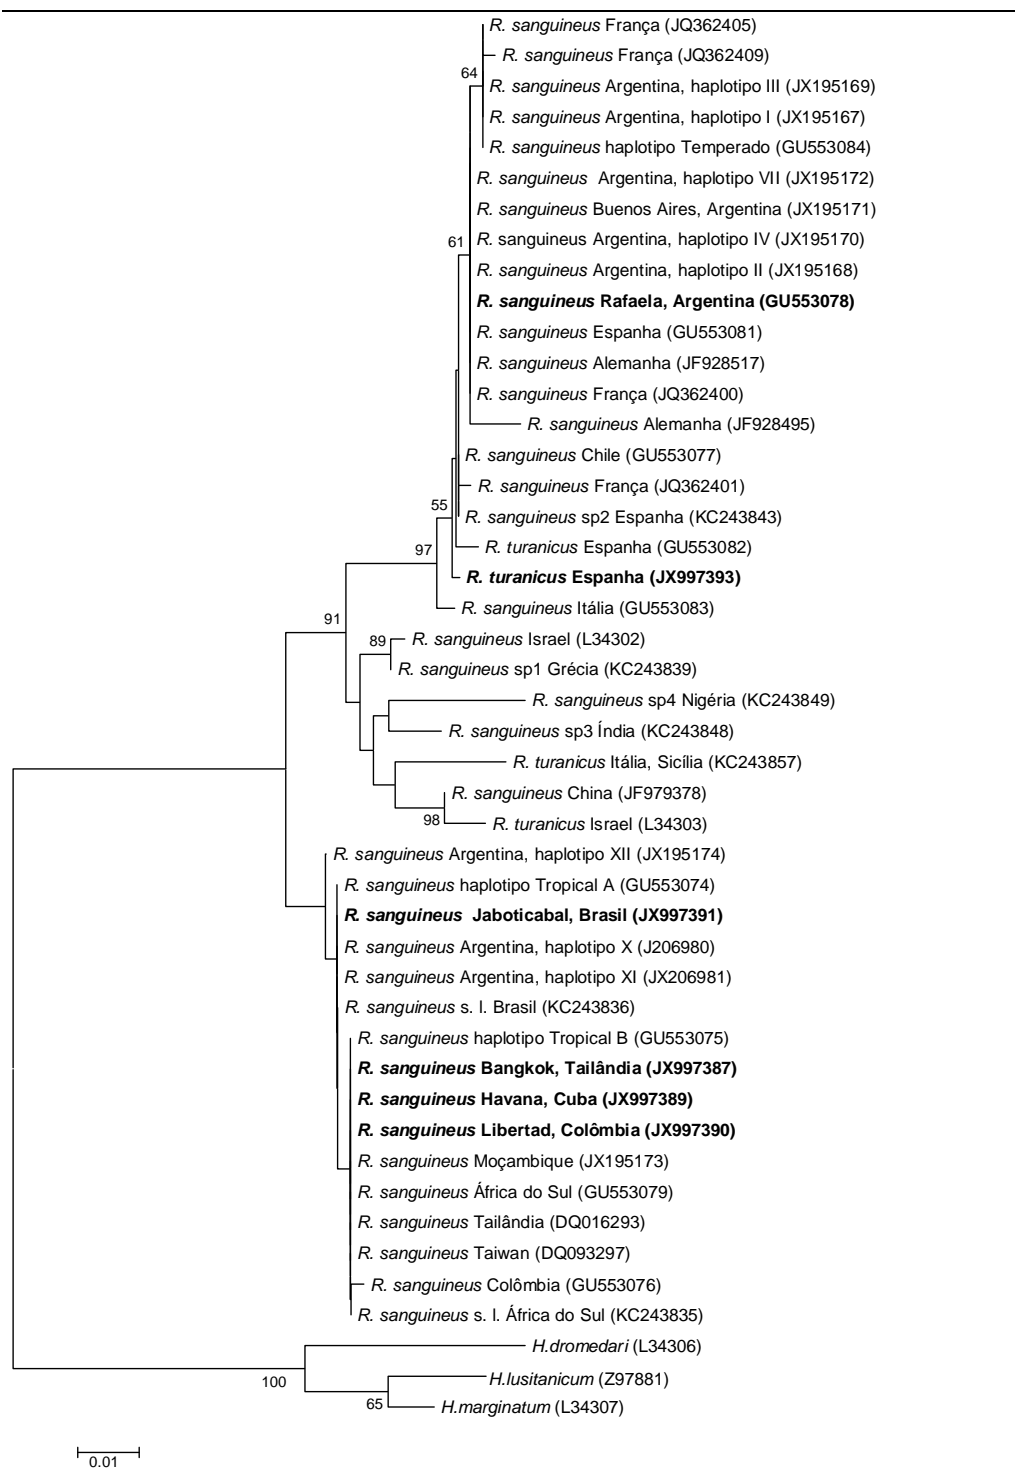 R. sanguineus França (JQ362405)
R. sanguineus França (JQ362409)
64
R. sanguineus Argentina, haplotipo III (JX195169)
R. sanguineus Argentina, haplotipo I (JX195167)
R. sanguineus haplotipo Temperado (GU553084)
R. sanguineus Argentina, haplotipo VII (JX195172)
R. sanguineus Buenos Aires, Argentina (JX195171)
61
R. sanguineus Argentina, haplotipo IV (JX195170)
R. sanguineus Argentina, haplotipo II (JX195168)
R. sanguineus Rafaela, Argentina (GU553078)
R. sanguineus Espanha (GU553081)
R. sanguineus Alemanha (JF928517)
R. sanguineus França (JQ362400)
R. sanguineus Alemanha (JF928495)
R. sanguineus Chile (GU553077)
R. sanguineus França (JQ362401)
55
R. sanguineus sp2 Espanha (KC243843)
R. turanicus Espanha (GU553082)
97
R. turanicus Espanha (JX997393)
R. sanguineus Itália (GU553083)
91
R. sanguineus Israel (L34302)
89
R. sanguineus sp1 Grécia (KC243839)
R. sanguineus sp4 Nigéria (KC243849)
R. sanguineus sp3 Índia (KC243848)
R. turanicus Itália, Sicília (KC243857)
R. sanguineus China (JF979378)
98
R. turanicus Israel (L34303)
R. sanguineus Argentina, haplotipo XII (JX195174)
R. sanguineus haplotipo Tropical A (GU553074)
R. sanguineus Jaboticabal, Brasil (JX997391)
R. sanguineus Argentina, haplotipo X (J206980)
R. sanguineus Argentina, haplotipo XI (JX206981)
R. sanguineus s. l. Brasil (KC243836)
R. sanguineus haplotipo Tropical B (GU553075)
R. sanguineus Bangkok, Tailândia (JX997387)
R. sanguineus Havana, Cuba (JX997389)
R. sanguineus Libertad, Colômbia (JX997390)
R. sanguineus Moçambique (JX195173)
R. sanguineus África do Sul (GU553079)
R. sanguineus Tailândia (DQ016293)
R. sanguineus Taiwan (DQ093297)
R. sanguineus Colômbia (GU553076)
R. sanguineus s. l. África do Sul (KC243835)
H.dromedari (L34306)
100
H.lusitanicum (Z97881)
65
H.marginatum (L34307)
0.01